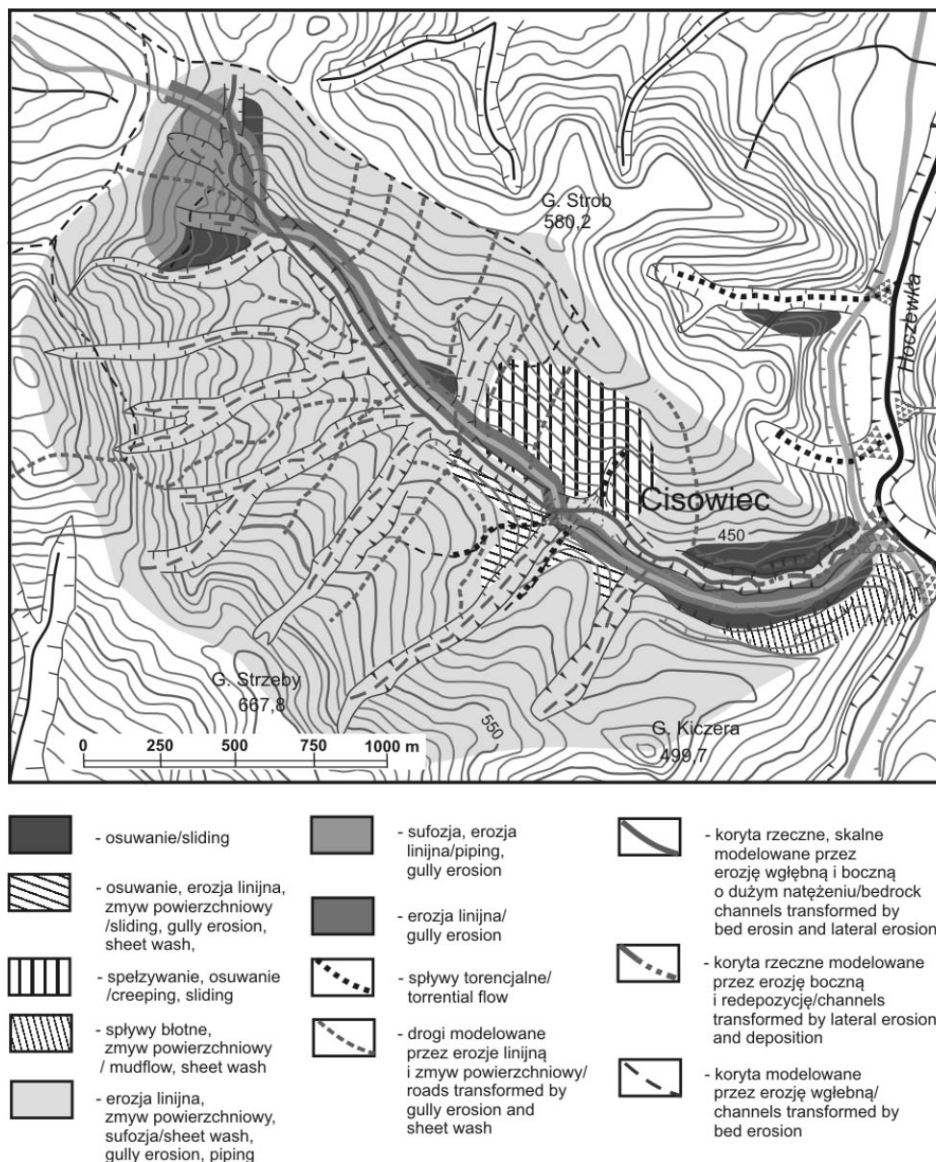 G. Strob
580,2
Hoczewka
Cisowiec
450
G. Strzeby
667,8
550
G. Kiczera
499,7
0 250 500 750 1000 m
- osuwanie/sliding
- osuwanie, erozja linijna,
zmyw powierzchniowy
/sliding, gully erosion,
sheet wash,
- spełzywanie, osuwanie
/creeping, sliding
- spływy błotne,
zmyw powierzchniowy
/ mudflow, sheet wash
- erozja linijna,
zmyw powierzchniowy,
sufozja/sheet wash,
gully erosion, piping
- sufozja, erozja
linijna/piping,
gully erosion
- erozja linijna/
gully erosion
- spływy torencjalne/
torrential flow
- drogi modelowane
przez erozje linijną
i zmyw powierzchniowy/
roads transformed by
gully erosion and
sheet wash
- koryta rzeczne, skalne
modelowane przez
erozję wgłębną i boczną
o dużym natężeniu/bedrock
channels transformed by
bed erosin and lateral erosion
- koryta rzeczne modelowane
przez erozję boczną
i redepozycję/channels
transformed by lateral erosion
and deposition
- koryta modelowane
przez erozję wgłebną/
channels transformed by
bed erosion